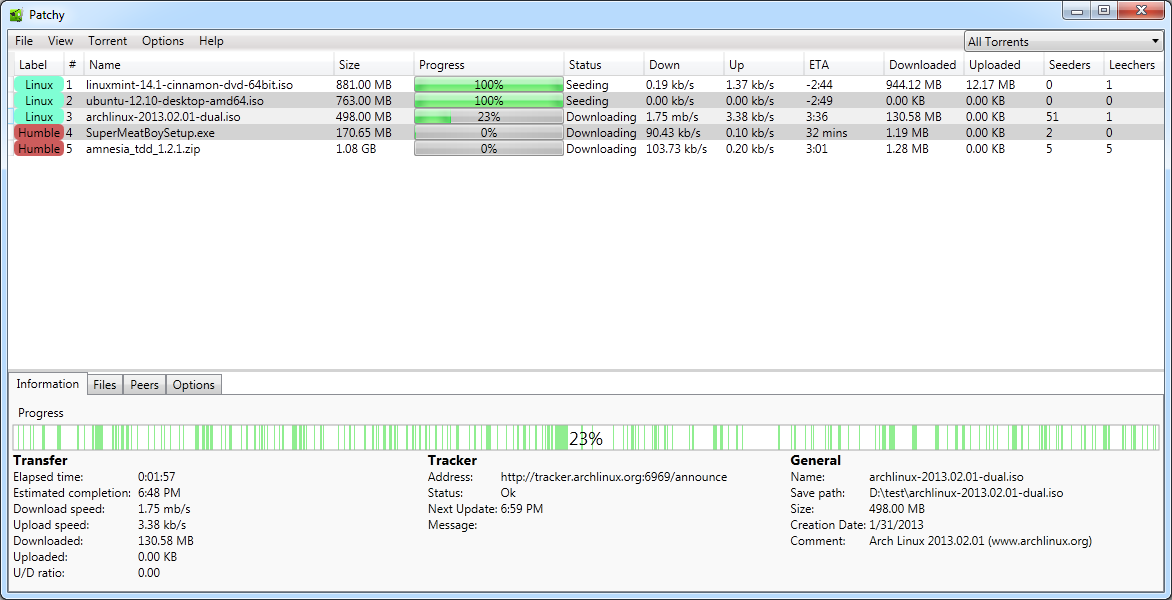 Patchy
File View Torrent Options Help All Torrents
Label # Name Size Progress Status Down Up ETA Downloaded Uploaded Seeders Leechers
Linux 1 linuxmint-14.1-cinnamon-dvd-64bit.iso 881.00 MB 100% Seeding 0.19 kb/s 1.37 kb/s -2:44 944.12 MB 12.17 MB 0 1
Linux 2 ubuntu-12.10-desktop-amd64.iso 763.00 MB 100% Seeding 0.00 kb/s 0.00 kb/s -2:49 0.00 KB 0.00 KB 0 0
Linux 3 archlinux-2013.02.01-dual.iso 498.00 MB 23% Downloading 1.75 mb/s 3.38 kb/s 3:36 130.58 MB 0.00 KB 51 1
Humble 4 SuperMeatBoySetup.exe 170.65 MB 0% Downloading 90.43 kb/s 0.10 kb/s 32 mins 1.19 MB 0.00 KB 2 0
Humble 5 amnesia_tdd_1.2.1.zip 1.08 GB 0% Downloading 103.73 kb/s 0.20 kb/s 3:01 1.28 MB 0.00 KB 5 5
Information Files Peers Options
Progress
23%
Transfer Tracker General
Elapsed time: 0:01:57 Address: http://tracker.archlinux.org:6969/announce Name: archlinux-2013.02.01-dual.iso
Estimated completion: 6:48 PM Status: Ok Save path: D:\test\archlinux-2013.02.01-dual.iso
Download speed: 1.75 mb/s Next Update: 6:59 PM Size: 498.00 MB
Upload speed: 3.38 kb/s Message: Creation Date: 1/31/2013
Downloaded: 130.58 MB Comment: Arch Linux 2013.02.01 (www.archlinux.org)
Uploaded: 0.00 KB
U/D ratio: 0.00